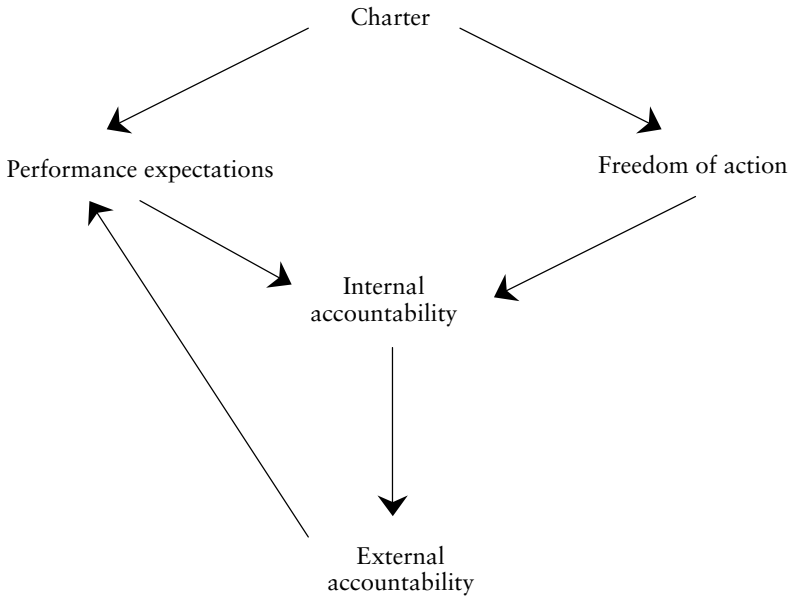 Charter
Performance expectations
Freedom of action
Internal
accountability
External
accountability